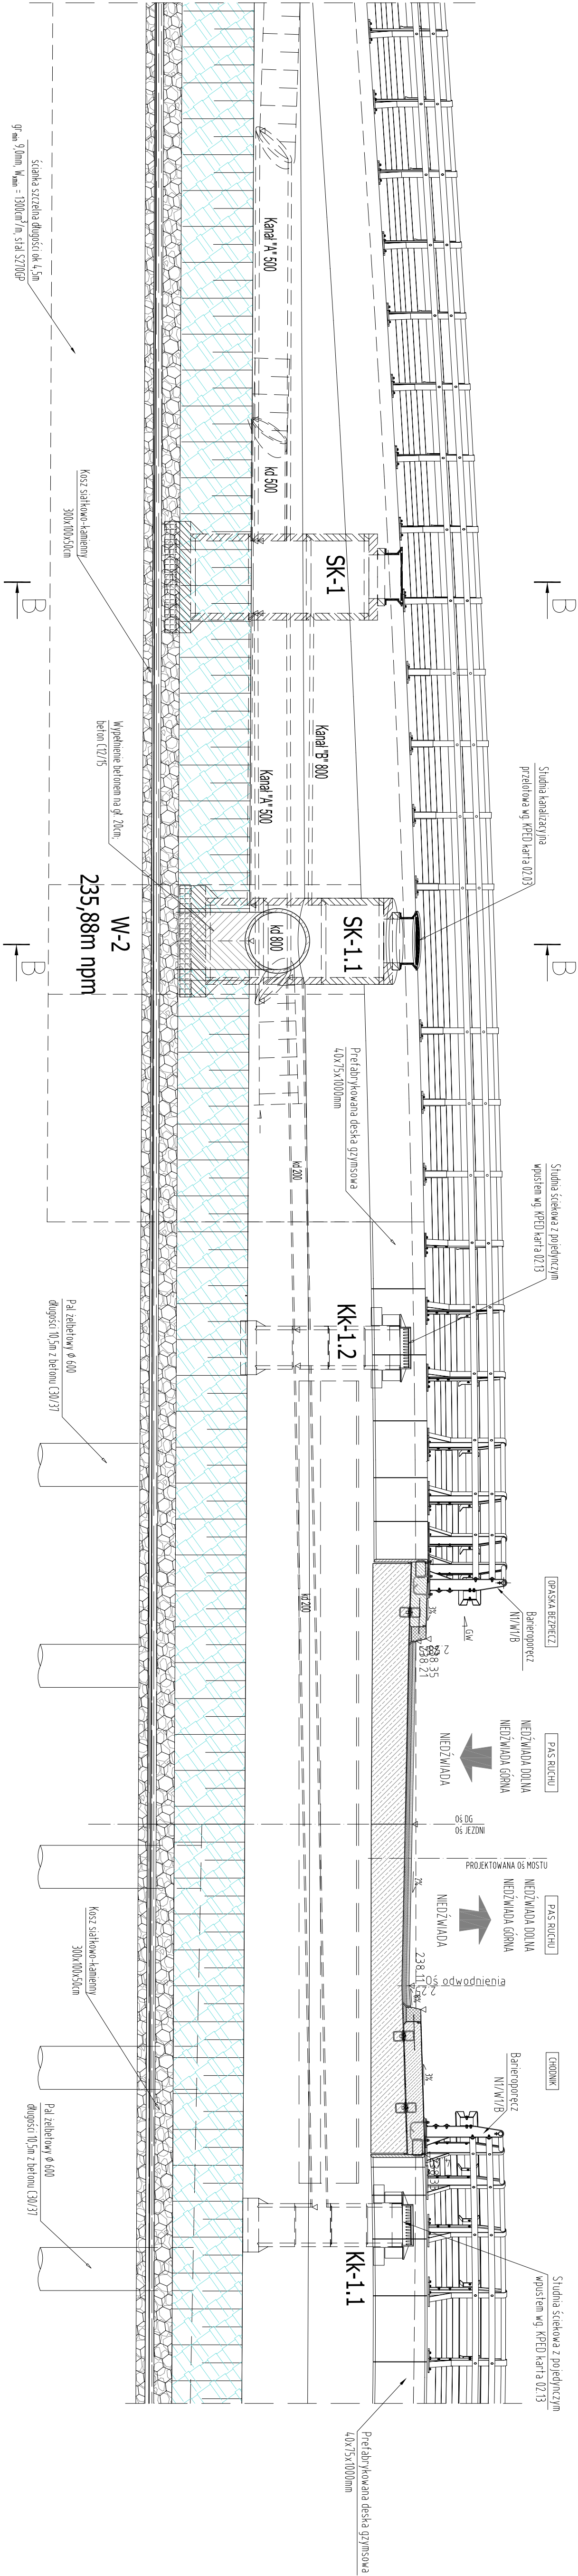 ścianka szczelna długości ok 4,5m
gr min 9,0mm, Wxmin = 1300cm³/m, stal S270GP
Kanał "A" 500
kd 500
Kosz siatkowo-kamienny
300x100x50cm
B
B
SK-1
Kanał "B" 800
Kanał "A" 500
Wypełnienie betonem na gł. 20cm,
beton C12/15
Studnia kanalizacyjna
przelotowa wg. KPED karta 02.03
W-2
235,88m npm
SK-1.1
kd 800
B
B
Prefabrykowana deska gzymsowa
40x75x1000mm
kd 200
Studnia ściekowa z pojedynczym
wpustem wg. KPED karta 02.13
Kk-1.2
Pal żelbetowy Ø 600
długości 10,5m z betonu C30/37
kd 200
OPASKA BEZPIECZ.
Barieroporęcz
N1/W1/B
GW
3%
PAS RUCHU
NIEDŹWIADA DOLNA
NIEDŹWIADA GÓRNA
NIEDŹWIADA
Oś DG
Oś JEZDNI
PROJEKTOWANA Oś MOSTU
PAS RUCHU
NIEDŹWIADA DOLNA
NIEDŹWIADA GÓRNA
NIEDŹWIADA
Oś odwodnienia
3%
CHODNIK
Barieroporęcz
N1/W1/B
Kosz siatkowo-kamienny
300x100x50cm
Pal żelbetowy Ø 600
długości 10,5m z betonu C30/37
Kk-1.1
Studnia ściekowa z pojedynczym
wpustem wg. KPED karta 02.13
Prefabrykowana deska gzymsowa
40x75x1000mm